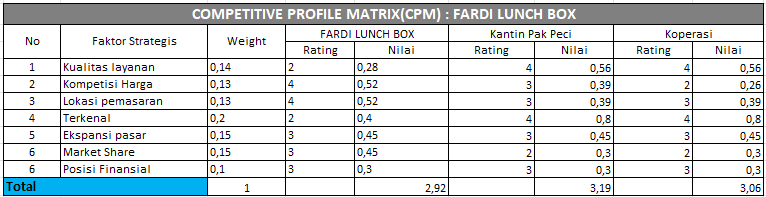 COMPETITIVE PROFILE MATRIX(CPM) : FARDI LUNCH BOX
No Faktor Strategis Weight FARDI LUNCH BOX Kantin Pak Peci Koperasi
Rating Nilai Rating Nilai Rating Nilai
1 Kualitas layanan 0,14 2 0,28 4 0,56 4 0,56
2 Kompetisi Harga 0,13 4 0,52 3 0,39 2 0,26
3 Lokasi pemasaran 0,13 4 0,52 3 0,39 3 0,39
4 Terkenal 0,2 2 0,4 4 0,8 4 0,8
5 Ekspansi pasar 0,15 3 0,45 3 0,45 3 0,45
6 Market Share 0,15 3 0,45 2 0,3 2 0,3
6 Posisi Finansial 0,1 3 0,3 3 0,3 3 0,3
Total 1 2,92 3,19 3,06